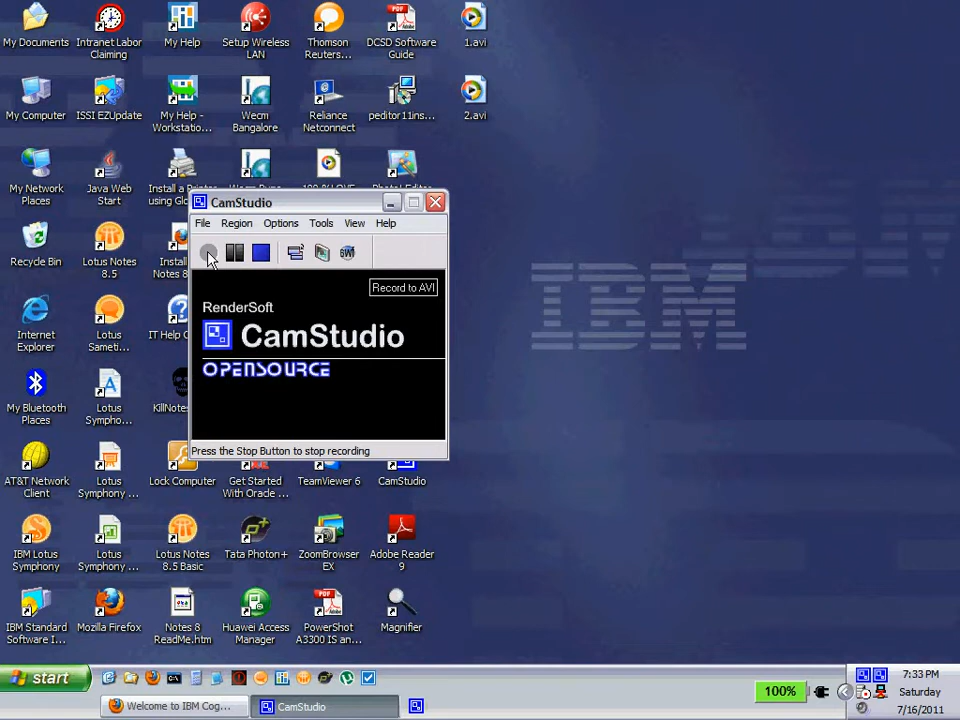 My Documents
Intranet Labor
Claiming
My Help
Setup Wireless
LAN
Thomson
Reuters...
DCSD Software
Guide
1.avi
My Computer
ISSI EZUpdate
My Help -
Workstatio...
Wecm
Bangalore
Reliance
Netconnect
peditor11ins...
2.avi
My Network
Places
Java Web
Start
Install a Printer
using Glo
CamStudio
File Region Options Tools View Help
Recycle Bin
Lotus Notes
8.5
Install
Notes 8
Record to AVI
RenderSoft
CamStudio
OPENSOURCE
IBM
Internet
Explorer
Lotus
Sameti...
IT Help C
My Bluetooth
Places
Lotus
Sympho...
KillNotes
Press the Stop Button to stop recording
AT&T Network
Client
Lotus
Symphony ...
Lock Computer
Get Started
With Oracle ...
TeamViewer 6
CamStudio
IBM Lotus
Symphony
Lotus
Symphony ...
Lotus Notes
8.5 Basic
Tata Photon+
ZoomBrowser
EX
Adobe Reader
9
IBM Standard
Software I...
Mozilla Firefox
Notes 8
ReadMe.htm
Huawei Access
Manager
PowerShot
A3300 IS an...
Magnifier
start
Welcome to IBM Cog...
CamStudio
100%
7:33 PM
Saturday
7/16/2011